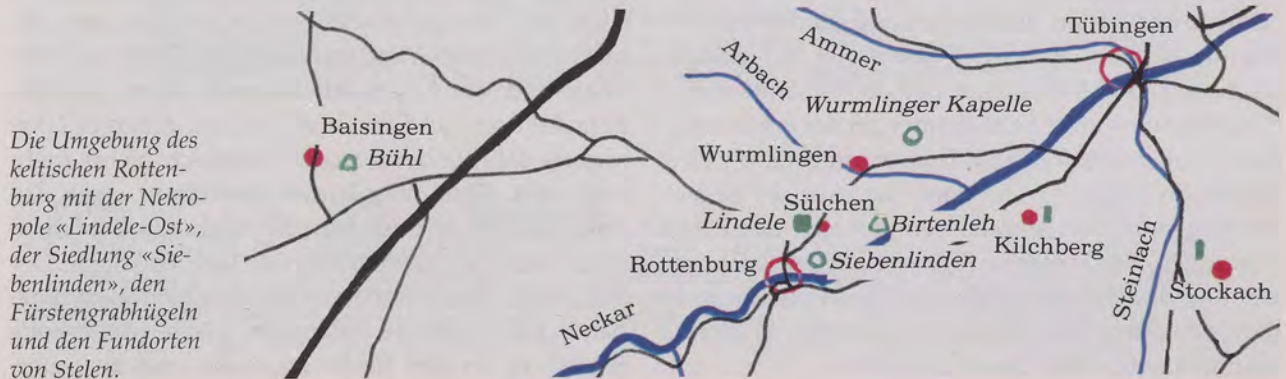 Die Umgebung des
keltischen Rotten-
burg mit der Nekro-
pole «Lindele-Ost»,
der Siedlung «Sie-
benlinden», den
Fürstengrabhügeln
und den Fundorten
von Stelen.
Tübingen
Ammer
Arbach
Wurmlinger Kapelle
Baisingen
Bühl
Wurmlingen
Sülchen
Lindele
Birtenleh
Kilchberg
Rottenburg
Siebenlinden
Steinlach
Stockach
Neckar